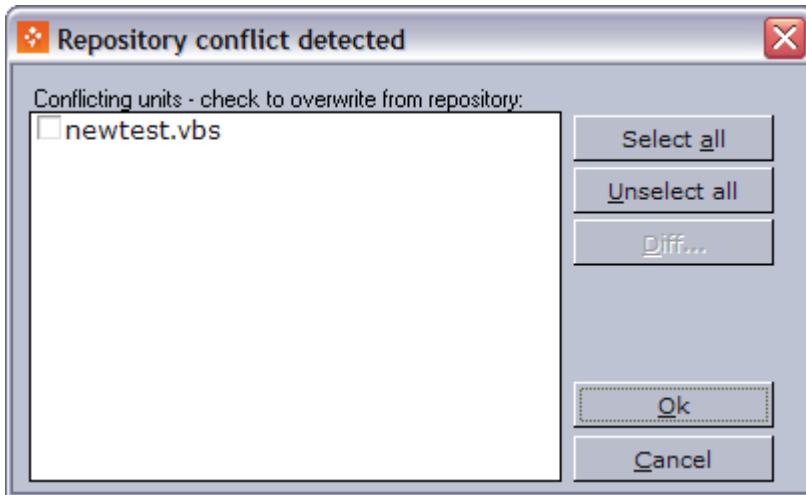 Repository conflict detected
Conflicting units - check to overwrite from repository:
newtest.vbs
Select all
Unselect all
Diff...
Ok
Cancel